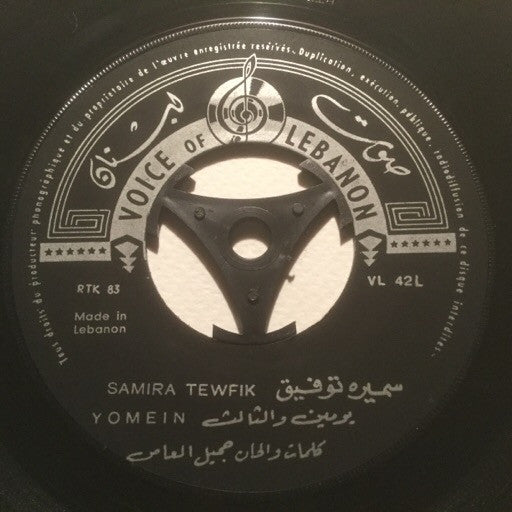 Tous droits du producteur phonographique et du propriétaire de l'œuvre enregistrée reservés. Duplication, exécution, publique, radiodiffusion de ce disque interdites.
صوت لبنان
VOICE OF LEBANON
RTK 83
VL 42L
Made in
Lebanon
SAMIRA TEWFIK سميره توفيق
YOMEIN يومين والثالث
كلمات والحان جميل العاص